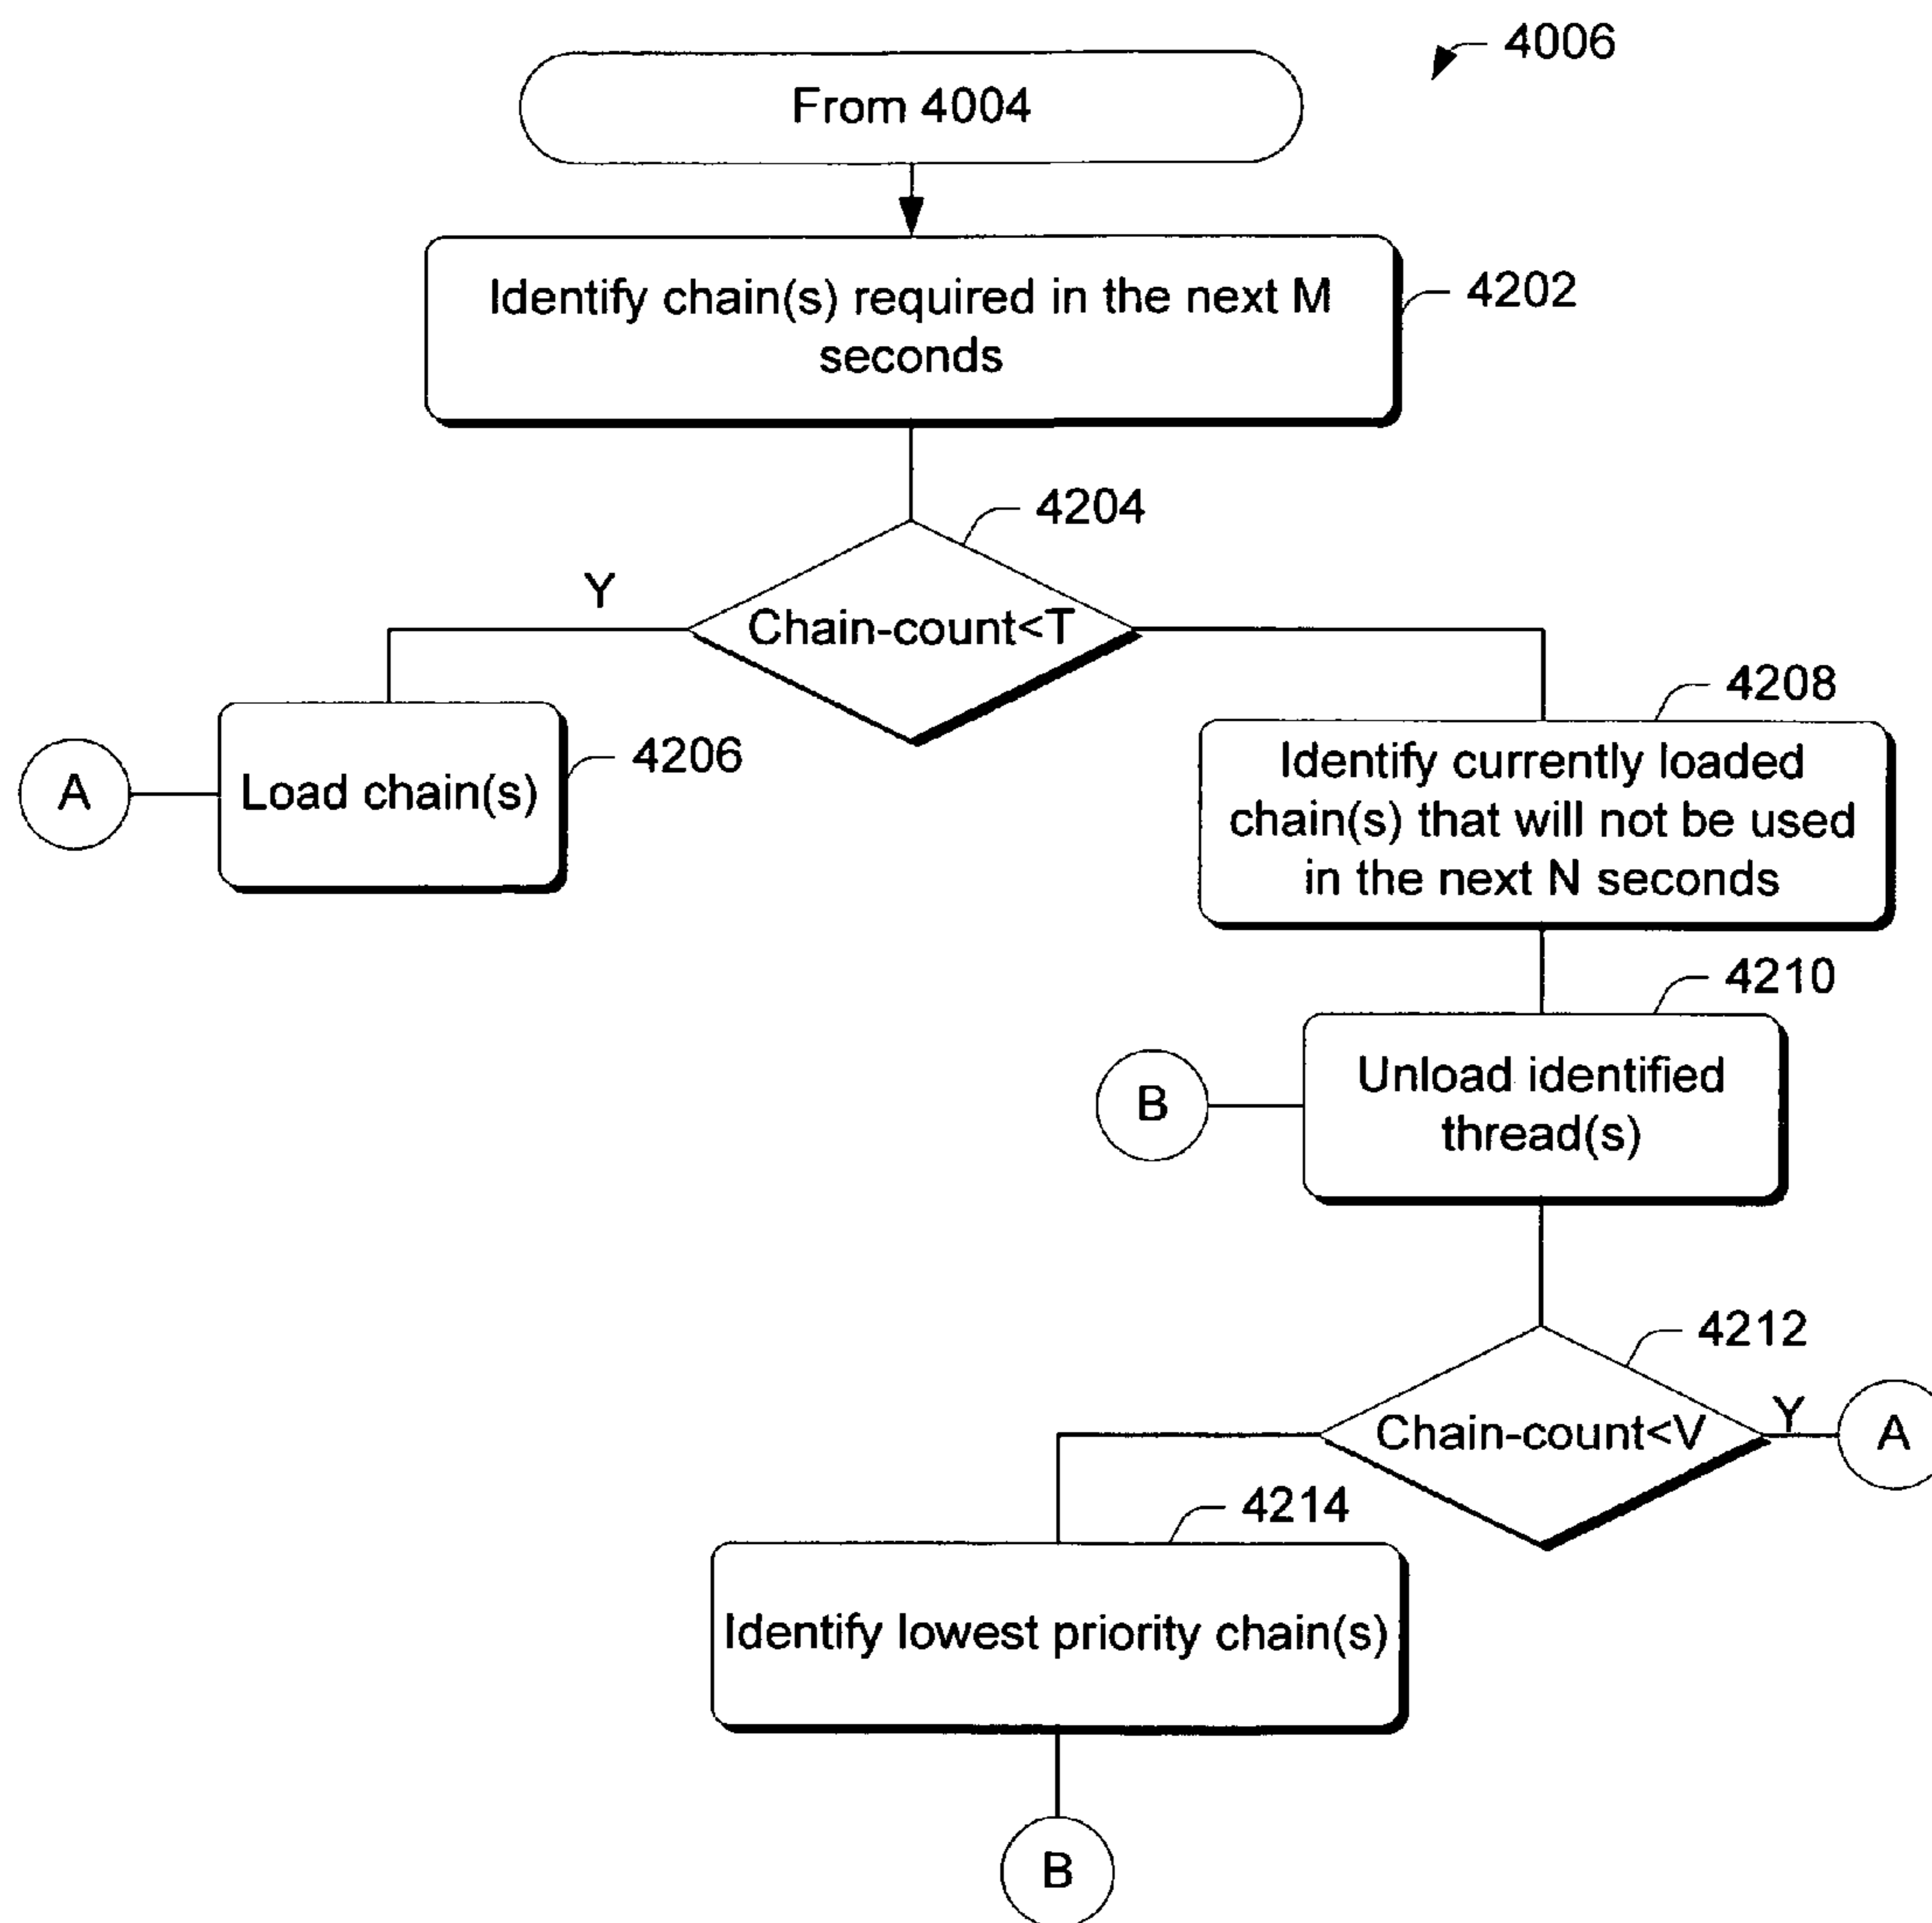 4006
From 4004
Identify chain(s) required in the next M
seconds
4202
4204
Y
Chain-count<T
4208
A
Load chain(s)
4206
Identify currently loaded
chain(s) that will not be used
in the next N seconds
4210
B
Unload identified
thread(s)
4212
Chain-count<V
Y
A
4214
Identify lowest priority chain(s)
B